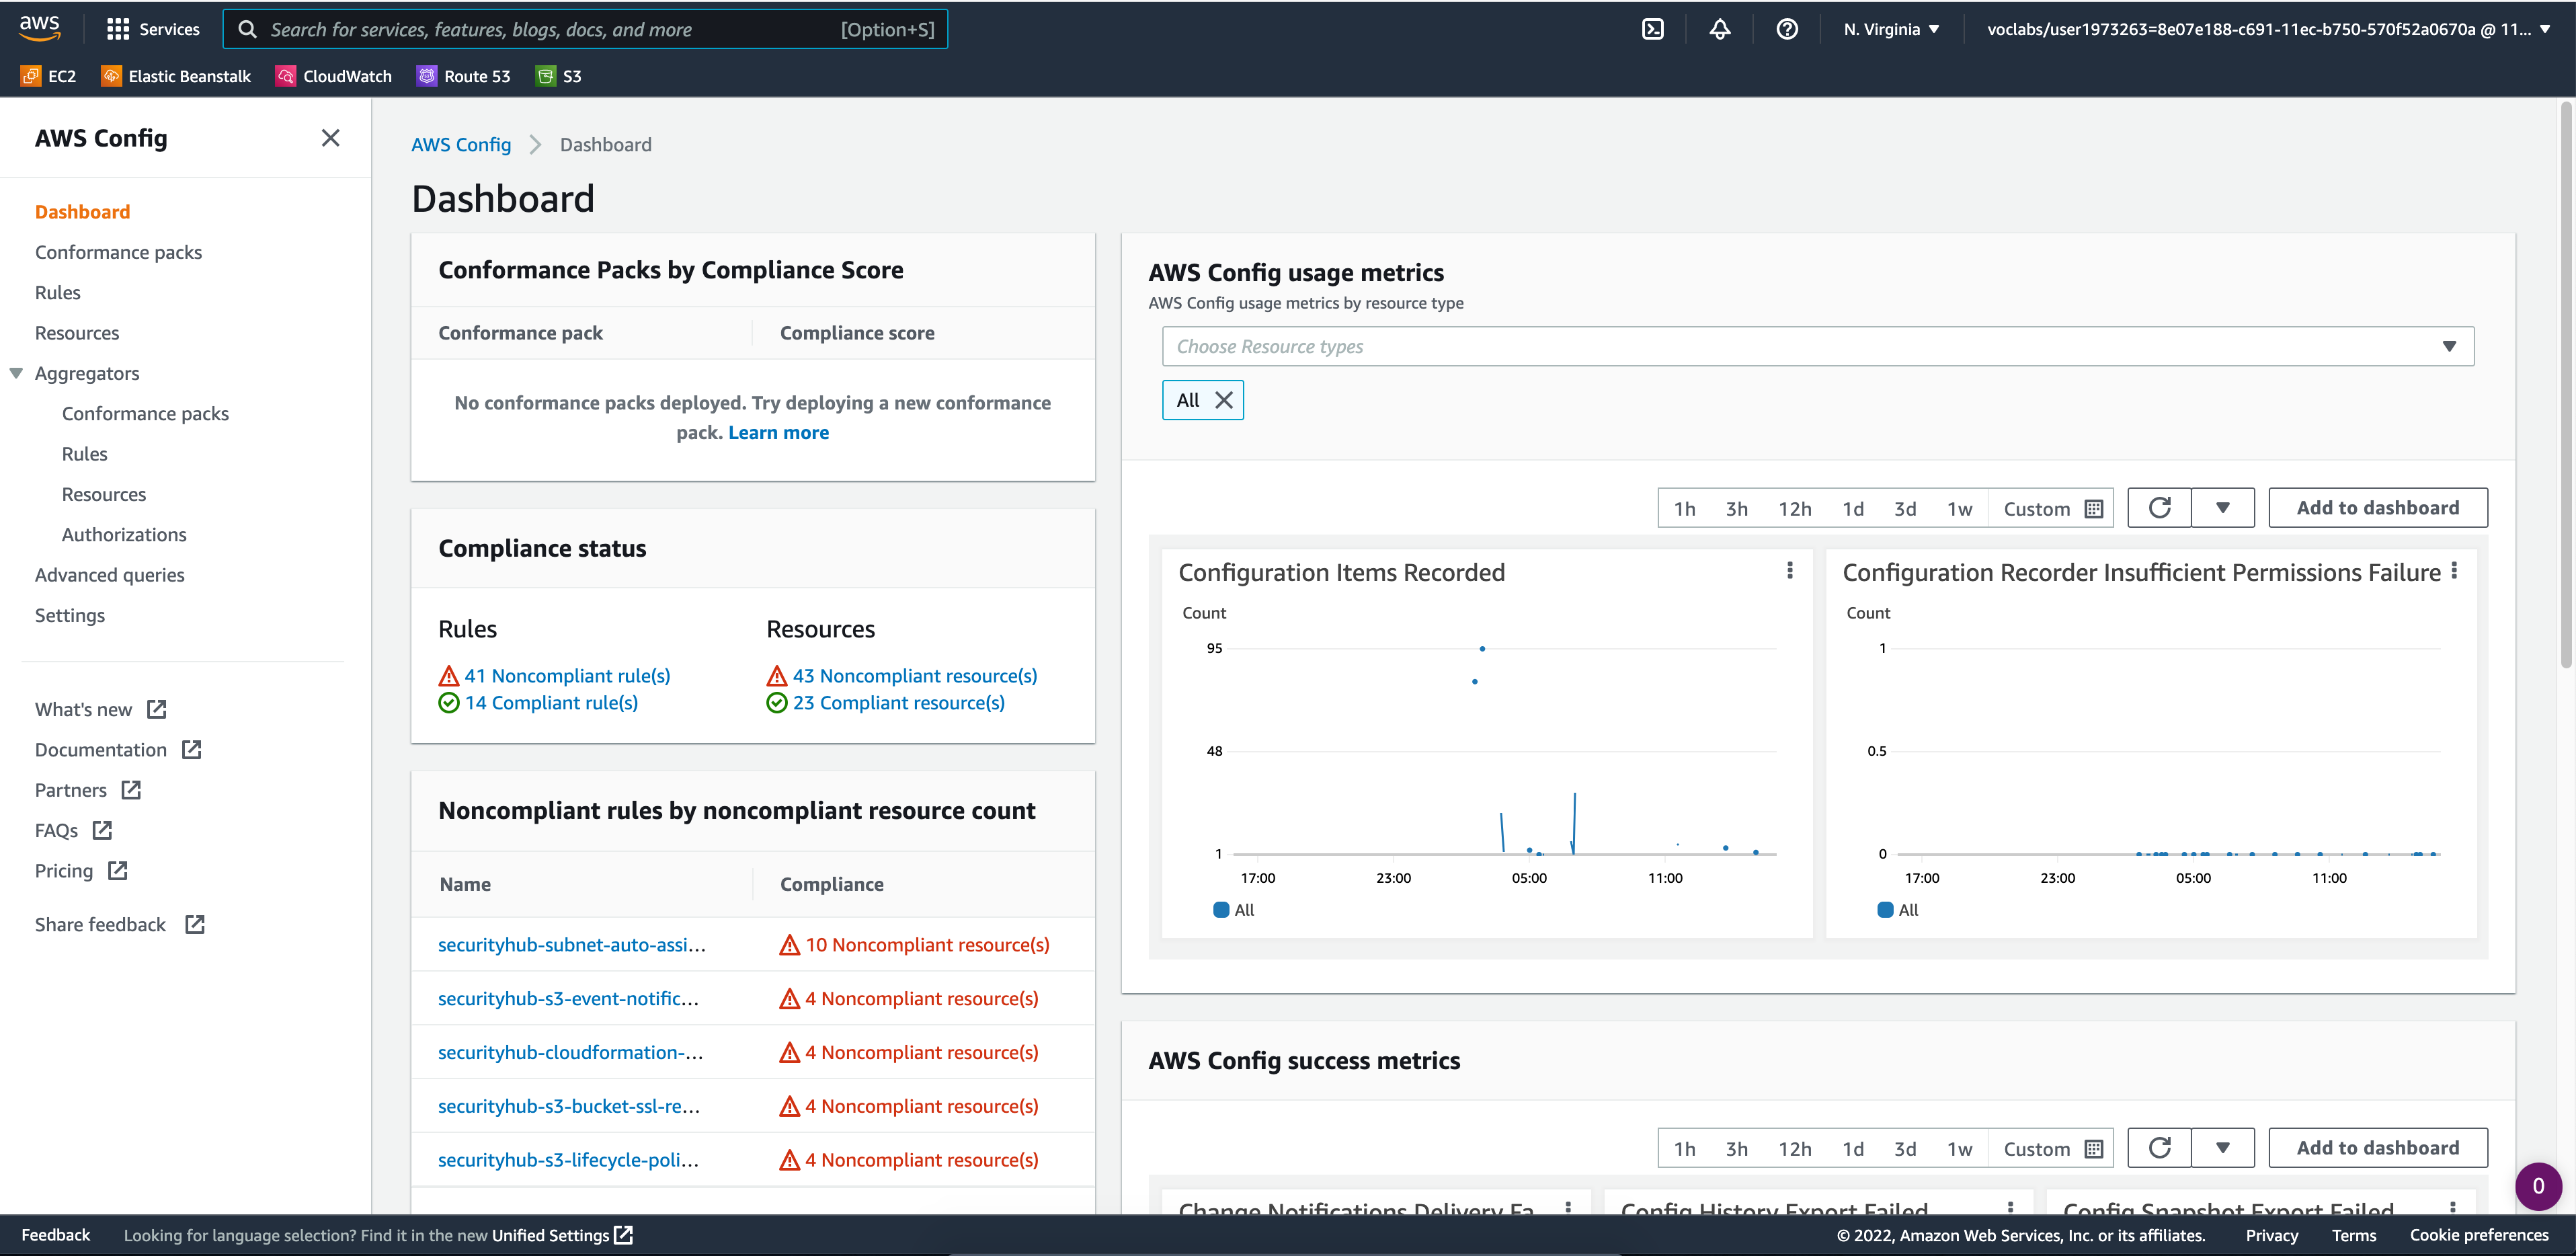 aws
Services
Search for services, features, blogs, docs, and more [Option+S]
N. Virginia
voclabs/user1973263=8e07e188-c691-11ec-b750-570f52a0670a @ 11...
EC2
Elastic Beanstalk
CloudWatch
Route 53
S3
AWS Config
Dashboard
Conformance packs
Rules
Resources
Aggregators
Conformance packs
Rules
Resources
Authorizations
Advanced queries
Settings
What's new
Documentation
Partners
FAQs
Pricing
Share feedback
AWS Config > Dashboard
Dashboard
Conformance Packs by Compliance Score
Conformance pack Compliance score
No conformance packs deployed. Try deploying a new conformance
pack. Learn more
Compliance status
Rules Resources
41 Noncompliant rule(s) 43 Noncompliant resource(s)
14 Compliant rule(s) 23 Compliant resource(s)
Noncompliant rules by noncompliant resource count
Name Compliance
securityhub-subnet-auto-assi... 10 Noncompliant resource(s)
securityhub-s3-event-notific... 4 Noncompliant resource(s)
securityhub-cloudformation-... 4 Noncompliant resource(s)
securityhub-s3-bucket-ssl-re... 4 Noncompliant resource(s)
securityhub-s3-lifecycle-poli... 4 Noncompliant resource(s)
AWS Config usage metrics
AWS Config usage metrics by resource type
Choose Resource types
All
1h 3h 12h 1d 3d 1w Custom Add to dashboard
Configuration Items Recorded
Count
95
48
1
17:00 23:00 05:00 11:00
All
Configuration Recorder Insufficient Permissions Failure
Count
1
0.5
0
17:00 23:00 05:00 11:00
All
AWS Config success metrics
1h 3h 12h 1d 3d 1w Custom Add to dashboard
Change Notifications Delivery Fa
Config History Export Failed
Config Snapshot Export Failed
0
Feedback
Looking for language selection? Find it in the new Unified Settings
© 2022, Amazon Web Services, Inc. or its affiliates.
Privacy
Terms
Cookie preferences